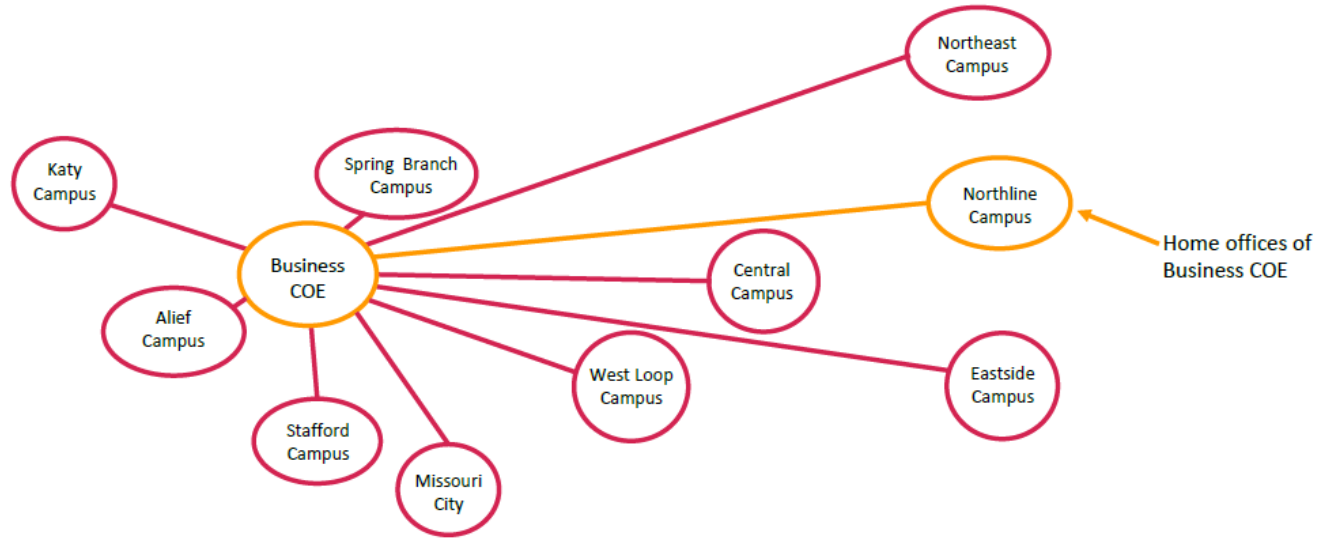 Northeast
Campus
Katy
Campus
Spring Branch
Campus
Northline
Campus
Home offices of
Business COE
Business
COE
Central
Campus
Alief
Campus
West Loop
Campus
Eastside
Campus
Stafford
Campus
Missouri
City